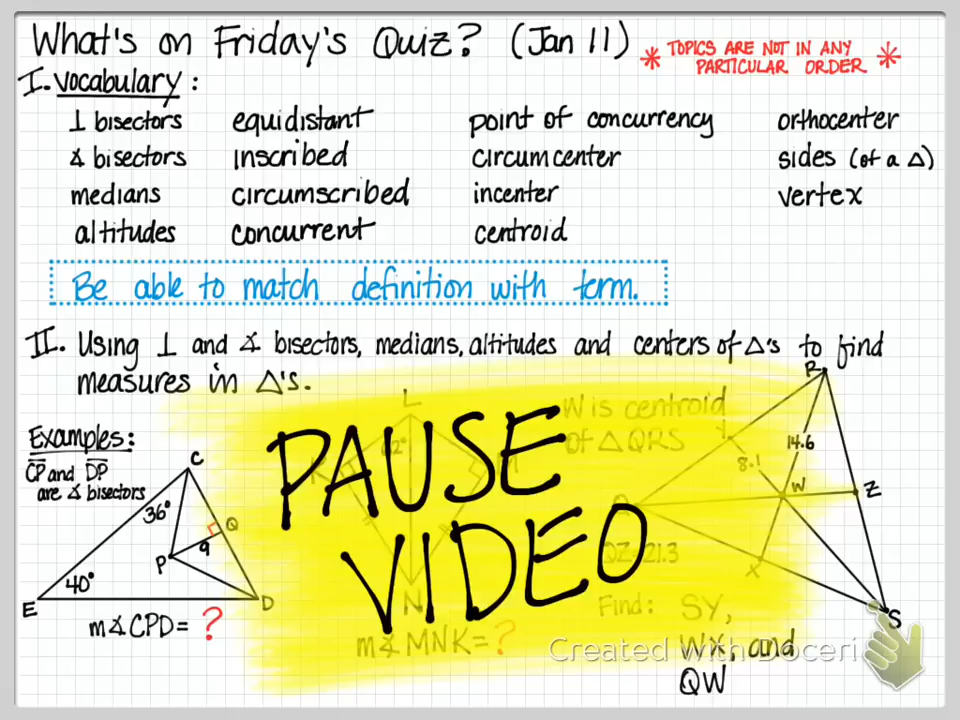 What's on Friday's Quiz? (Jan 11)
* TOPICS ARE NOT IN ANY PARTICULAR ORDER *
I. Vocabulary:
⊥ bisectors equidistant point of concurrency orthocenter
∡ bisectors inscribed circumcenter sides (of a △)
medians circumscribed incenter vertex
altitudes concurrent centroid
Be able to match definition with term.
II. Using ⊥ and ∡ bisectors, medians, altitudes and centers of △'s to find
measures in △'s.
Examples:
CP and DP
are ∡ bisectors
C
36°
Q
P
9
40°
E
D
m∡CPD= ?
L
K
M
N
m∡MNK= ?
PAUSE
VIDEO
W is centroid
of △QRS
R
Y
14.6
8.1
W
Z
Q
QZ=21.3
X
S
Find: SY,
WX, and
QW
Created With Doceri